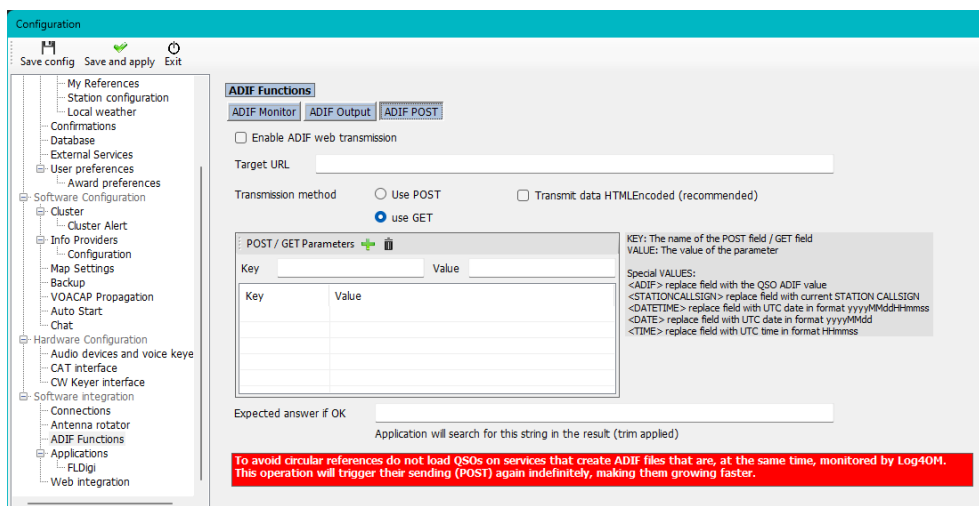 Configuration
Save config Save and apply Exit
My References
Station configuration
Local weather
Confirmations
Database
External Services
User preferences
Award preferences
Software Configuration
Cluster
Cluster Alert
Info Providers
Configuration
Map Settings
Backup
VOACAP Propagation
Auto Start
Chat
Hardware Configuration
Audio devices and voice keye
CAT interface
CW Keyer interface
Software integration
Connections
Antenna rotator
ADIF Functions
Applications
FLDigi
Web integration
ADIF Functions
ADIF Monitor ADIF Output ADIF POST
Enable ADIF web transmission
Target URL
Transmission method Use POST Transmit data HTMLEncoded (recommended)
use GET
POST / GET Parameters
Key Value
Key Value
KEY: The name of the POST field / GET field
VALUE: The value of the parameter
Special VALUES:
<ADIF> replace field with the QSO ADIF value
<STATIONCALLSIGN> replace field with current STATION CALLSIGN
<DATETIME> replace field with UTC date in format yyyyMMddHHmmss
<DATE> replace field with UTC date in format yyyyMMdd
<TIME> replace field with UTC time in format HHmmss
Expected answer if OK
Application will search for this string in the result (trim applied)
To avoid circular references do not load QSOs on services that create ADIF files that are, at the same time, monitored by Log4OM.
This operation will trigger their sending (POST) again indefinitely, making them growing faster.